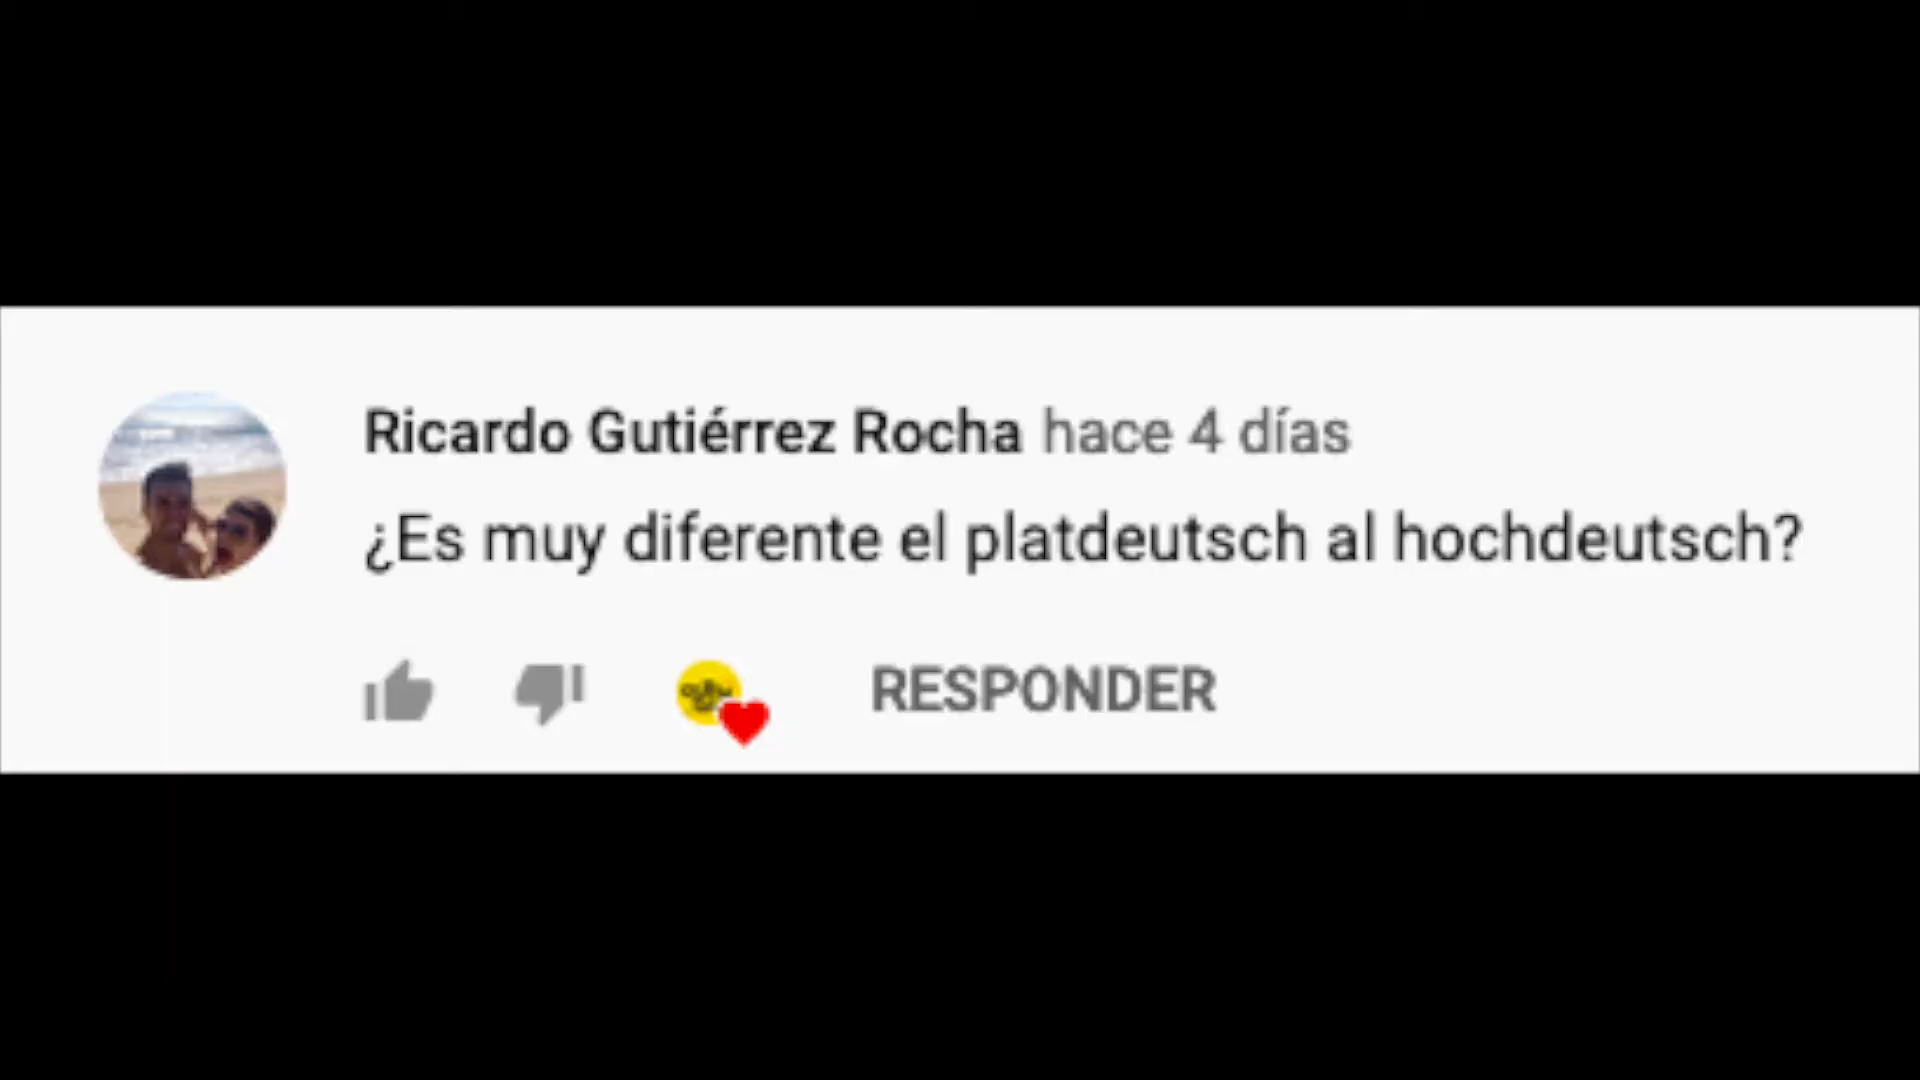 Ricardo Gutiérrez Rocha hace 4 días
¿Es muy diferente el platdeutsch al hochdeutsch?
RESPONDER